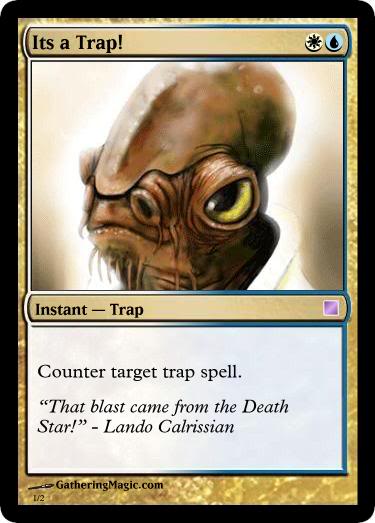 Its a Trap!
Instant — Trap
Counter target trap spell.
“That blast came from the Death
Star!” - Lando Calrissian
GatheringMagic.com
1/2